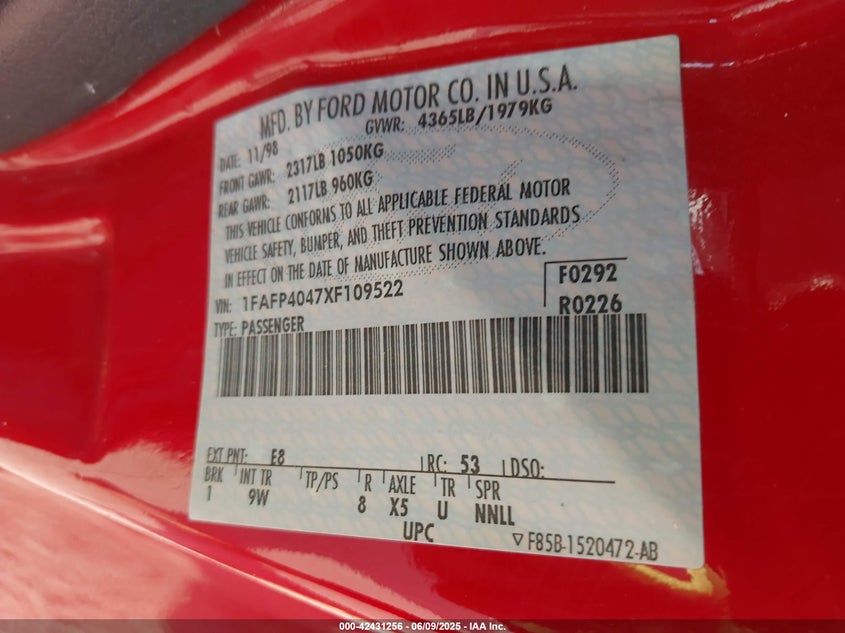 MFD. BY FORD MOTOR CO. IN U.S.A.
DATE: 11/98 GVWR: 4365LB/1979KG
FRONT GAWR: 2317LB 1050KG
REAR GAWR: 2117LB 960KG
THIS VEHICLE CONFORMS TO ALL APPLICABLE FEDERAL MOTOR
VEHICLE SAFETY, BUMPER, AND THEFT PREVENTION STANDARDS
IN EFFECT ON THE DATE OF MANUFACTURE SHOWN ABOVE.
VIN: 1FAFP4047XF109522 F0292
TYPE: PASSENGER R0226
EXT PNT: E8 RC: 53 DSO:
BRK INT TR TP/PS R AXLE TR SPR
1 9W 8 X5 U NNLL
UPC ▽F85B-1520472-AB
000-42431256 - 06/09/2025 - IAA Inc.